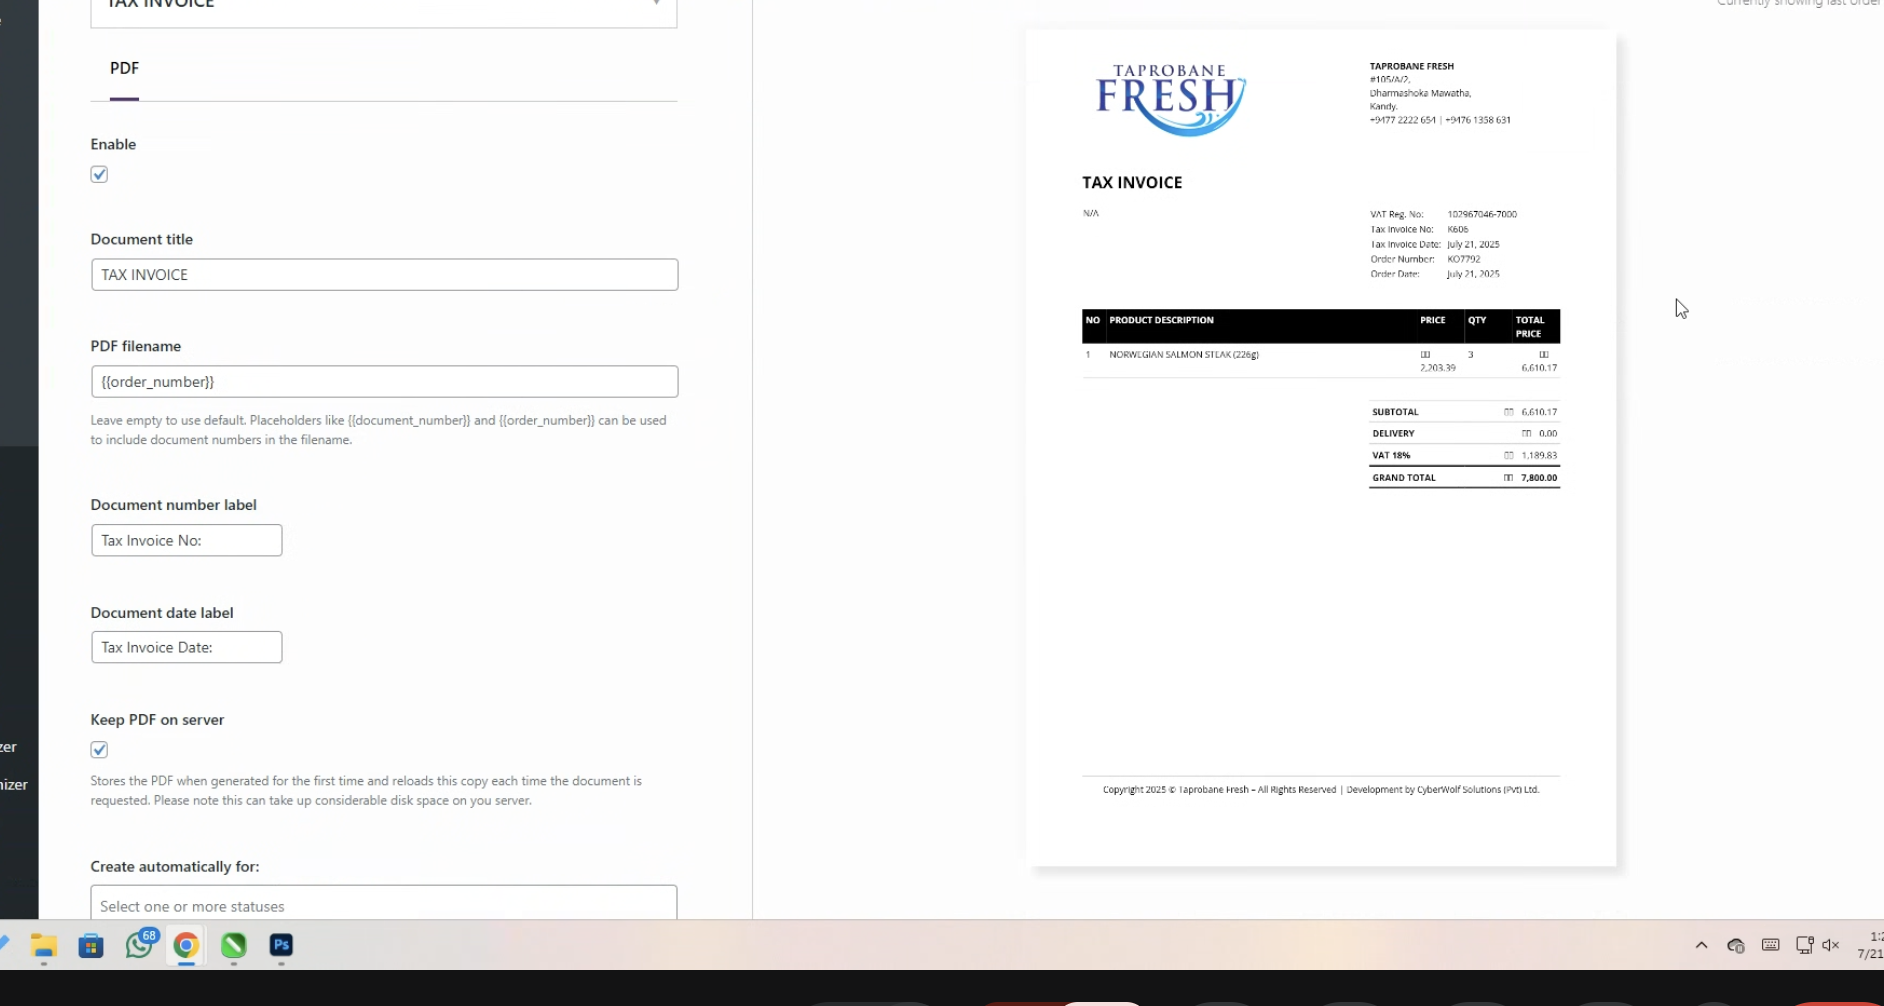 TAX INVOICE
PDF
Enable
Document title
TAX INVOICE
PDF filename
{{order_number}}
Leave empty to use default. Placeholders like {{document_number}} and {{order_number}} can be used
to include document numbers in the filename.
Document number label
Tax Invoice No:
Document date label
Tax Invoice Date:
Keep PDF on server
Stores the PDF when generated for the first time and reloads this copy each time the document is
requested. Please note this can take up considerable disk space on you server.
Create automatically for:
Select one or more statuses
Currently showing last order
TAPROBANE
FRESH
TAPROBANE FRESH
#105/A/2,
Dharmashoka Mawatha,
Kandy.
+9477 2222 654 | +9476 1358 631
TAX INVOICE
N/A
VAT Reg. No: 102967046-7000
Tax Invoice No: K606
Tax Invoice Date: July 21, 2025
Order Number: KO7792
Order Date: July 21, 2025
NO PRODUCT DESCRIPTION PRICE QTY TOTAL PRICE
1 NORWEGIAN SALMON STEAK (226g) 2,203.39 3 6,610.17
SUBTOTAL 6,610.17
DELIVERY 0.00
VAT 18% 1,189.83
GRAND TOTAL 7,800.00
Copyright 2025 © Taprobane Fresh – All Rights Reserved | Development by CyberWolf Solutions (Pvt) Ltd.
zer
nizer
68
Ps
1:2
7/21